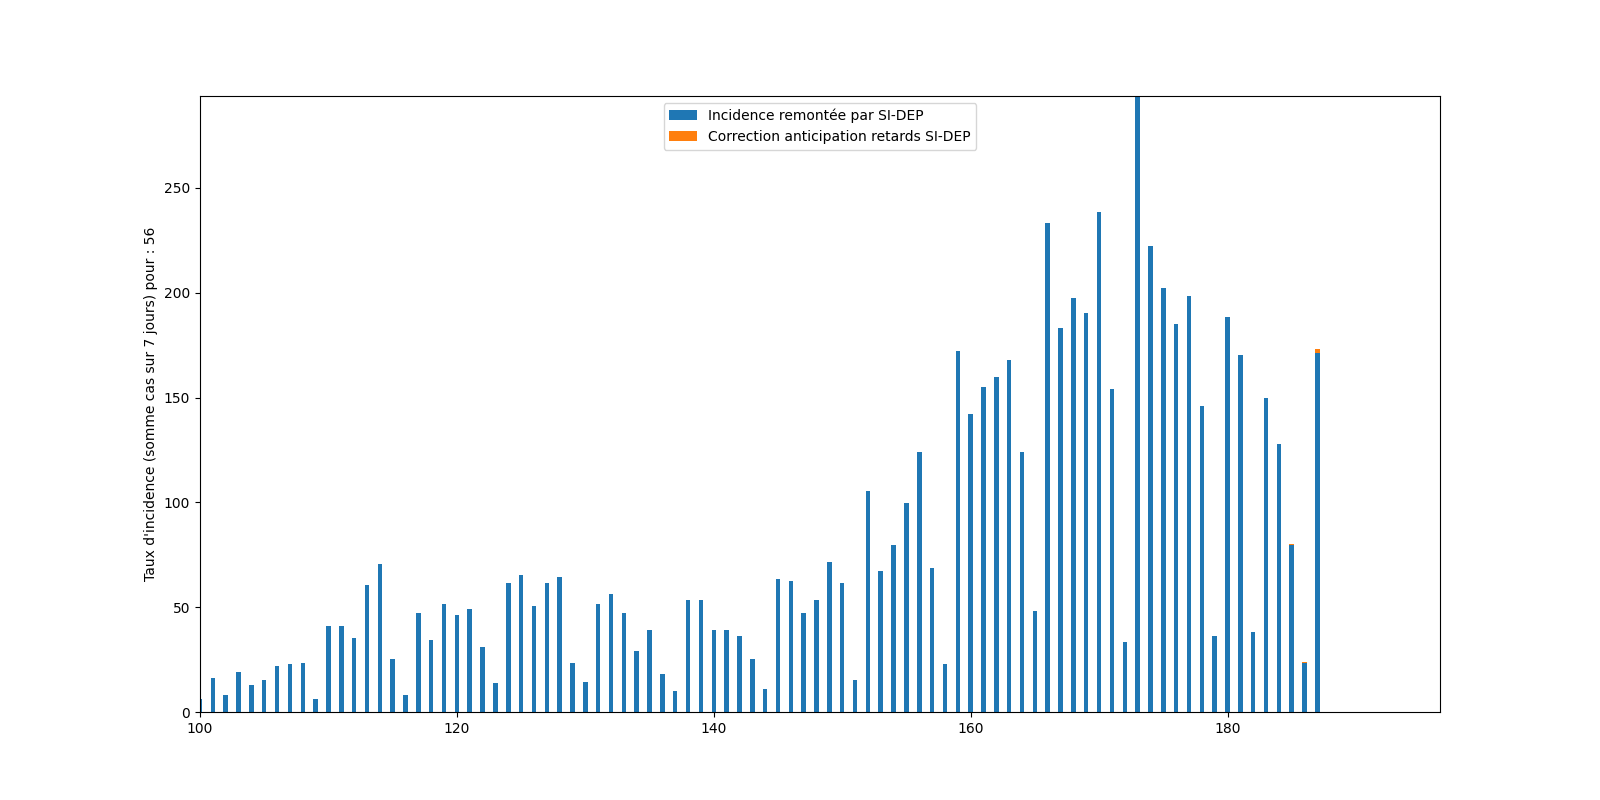 Incidence remontée par SI-DEP
Correction anticipation retards SI-DEP
Taux d'incidence (somme cas sur 7 jours) pour : 56
250
200
150
100
50
0
100 120 140 160 180